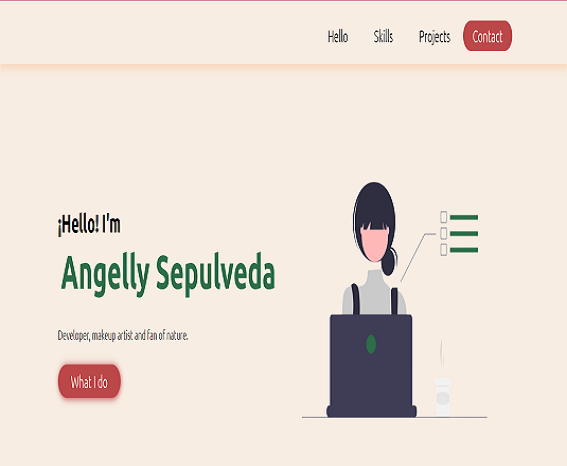 Hello Skills Projects Contact
¡Hello! I'm
Angelly Sepulveda
Developer, makeup artist and fan of nature.
What I do